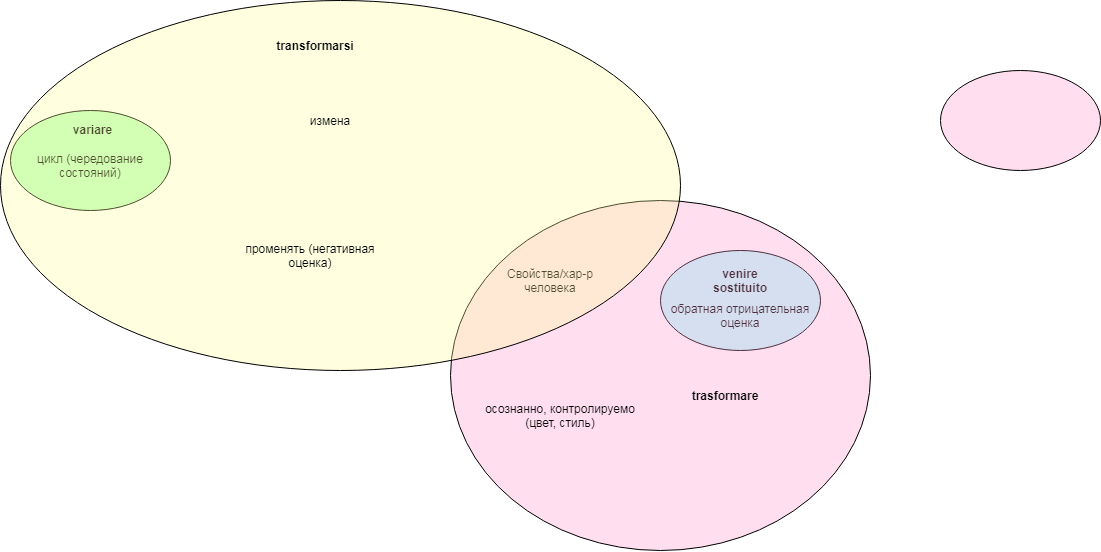 transformarsi
измена
variare
цикл (чередование
состояний)
променять (негативная
оценка)
Свойства/хар-р
человека
venire
sostituito
обратная отрицательная
оценка
trasformare
осознанно, контролируемо
(цвет, стиль)